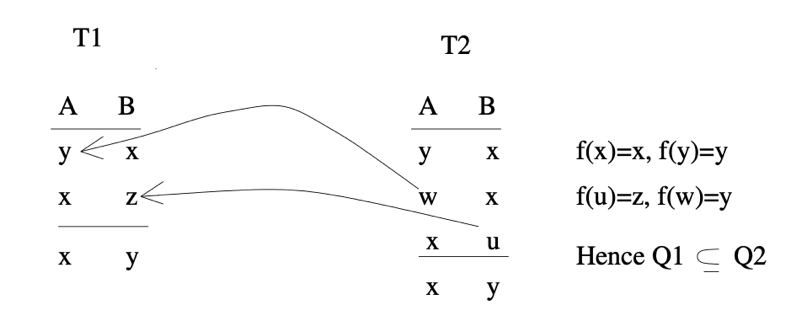 T1 T2
A B A B
y x y x f(x)=x, f(y)=y
x z w x f(u)=z, f(w)=y
x y x u Hence Q1 ⊆ Q2
x y